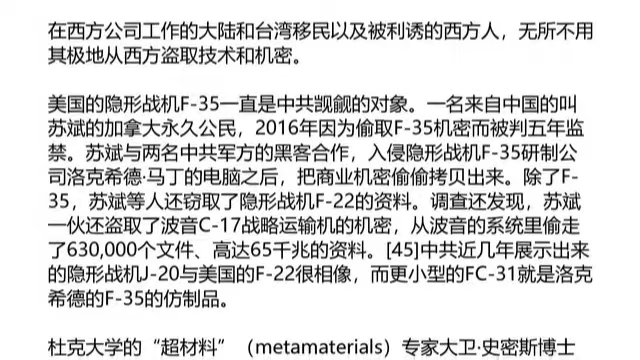 在西方公司工作的大陆和台湾移民以及被利诱的西方人，无所不用
其极地从西方盗取技术和机密。
美国的隐形战机F-35一直是中共觊觎的对象。一名来自中国的叫
苏斌的加拿大永久公民，2016年因为偷取F-35机密而被判五年监
禁。苏斌与两名中共军方的黑客合作，入侵隐形战机F-35研制公
司洛克希德·马丁的电脑之后，把商业机密偷偷拷贝出来。除了F-
35，苏斌等人还窃取了隐形战机F-22的资料。调查还发现，苏斌
一伙还盗取了波音C-17战略运输机的机密，从波音的系统里偷走
了630,000个文件、高达65千兆的资料。[45]中共近几年展示出来
的隐形战机J-20与美国的F-22很相像，而更小型的FC-31就是洛克
希德的F-35的仿制品。
杜克大学的“超材料”（metamaterials）专家大卫·史密斯博士